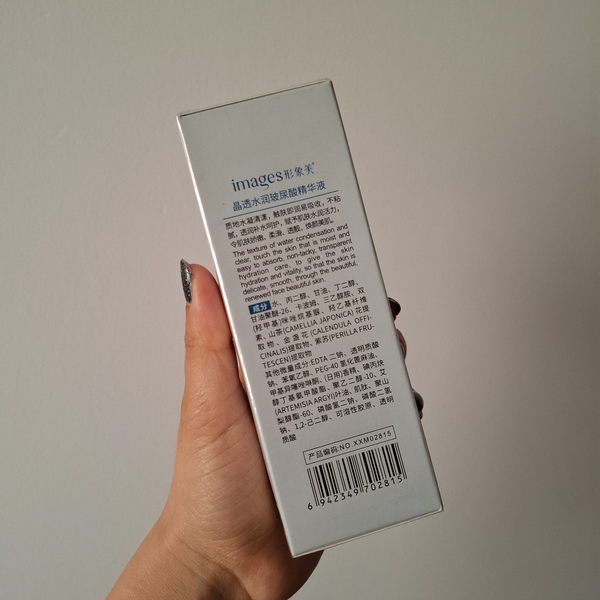 images形象美®
晶透水润玻尿酸精华液
质地水凝清漾，触肤即润易吸收，不粘
腻，透润补水呵护，赋予肌肤水润活力，
令肌肤娇嫩、柔滑、透靓，焕颜美肌。
The texture of water condensation and
clear, touch the skin that is moist and
easy to absorb, non-tacky, transparent
hydration care, to give the skin
hydration and vitality, so that the skin is
delicate, smooth, through the beautiful,
renewed face beautiful skin.
成分 水、丙二醇、甘油、丁二醇、
甘油聚醚-26、卡波姆、三乙醇胺、双
(羟甲基)咪唑烷基脲、羟乙基纤维
素、山茶(CAMELLIA JAPONICA) 花提
取物、金盏花(CALENDULA OFFI-
CINALIS)提取物、紫苏(PERILLA FRU-
TESCEN)提取物
其他微量成分:EDTA 二钠、透明质酸
钠、苯氧乙醇、PEG-40 氢化蓖麻油、
甲基异噻唑啉酮、(日用)香精、碘丙炔
醇丁基氨甲酸酯、聚乙二醇-10、艾
(ARTEMISIA ARGYI)叶油、肌肽、聚山
梨醇酯-60、磷酸氢二钠、磷酸二氢
钠、1,2-己二醇、可溶性胶原、透明
质酸
产品编码:NO.XXM02815
6 942349 702815